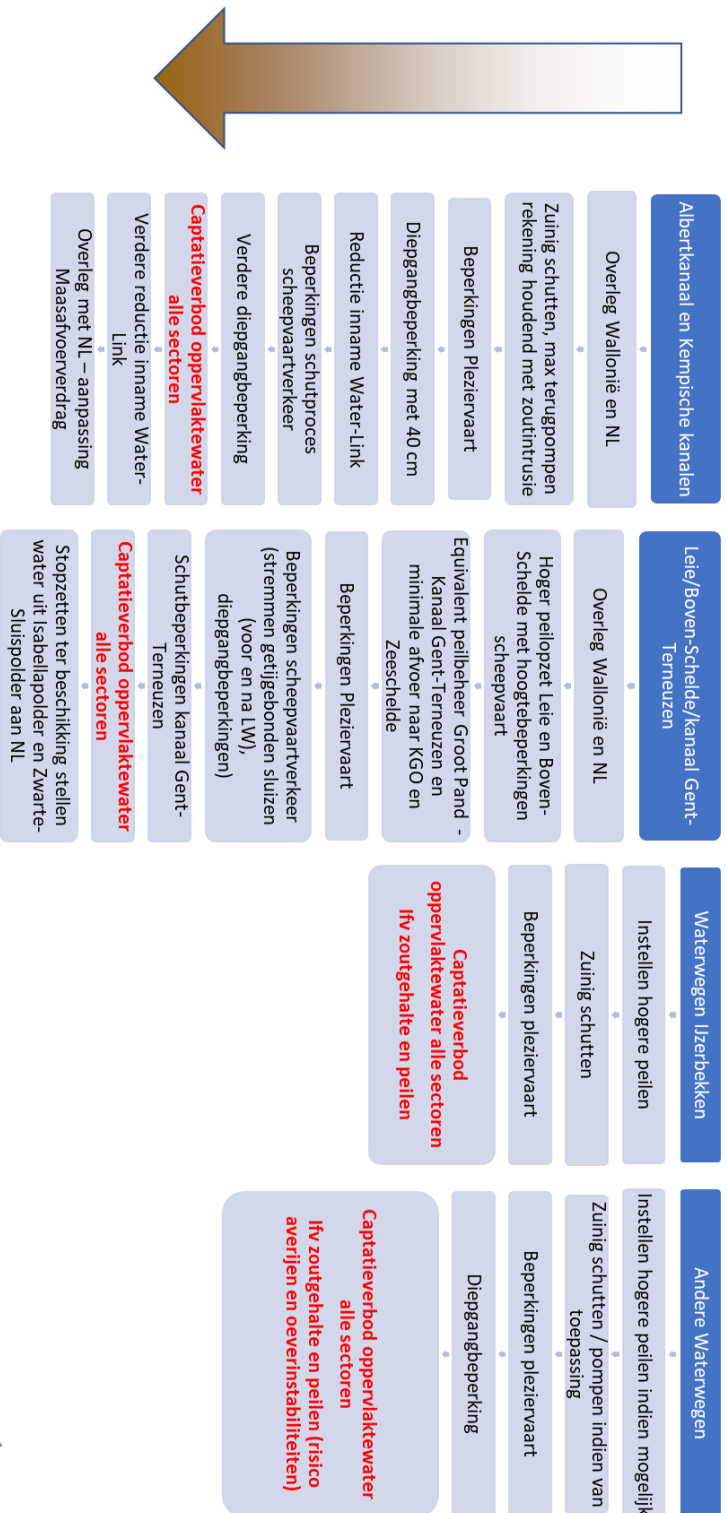 Albertkanaal en Kempische kanalen
Overleg Wallonië en NL
Zuinig schutten, max terugpompen
rekening houdend met zoutintrusie
Beperkingen Pleziervaart
Diepgangbeperking met 40 cm
Reductie inname Water-Link
Beperkingen schutproces
scheepvaartverkeer
Verdere diepgangbeperking
Captatieverbod oppervlaktewater
alle sectoren
Verdere reductie inname Water-
Link
Overleg met NL – aanpassing
Maasafvoerverdrag
Leie/Boven-Schelde/kanaal Gent-
Terneuzen
Overleg Wallonië en NL
Hoger peilopzet Leie en Boven-
Schelde met hoogtebeperkingen
scheepvaart
Equivalent peilbeheer Groot Pand -
Kanaal Gent-Terneuzen en
minimale afvoer naar KGO en
Zeeschelde
Beperkingen Pleziervaart
Beperkingen scheepvaartverkeer
(stremmen getijgebonden sluizen
(voor en na LW),
diepgangbeperkingen)
Schutbeperkingen kanaal Gent-
Terneuzen
Captatieverbod oppervlaktewater
alle sectoren
Stopzetten ter beschikking stellen
water uit Isabellapolder en Zwarte-
Sluispolder aan NL
Waterwegen IJzerbekken
Instellen hogere peilen
Zuinig schutten
Beperkingen pleziervaart
Captatieverbod
oppervlaktewater alle sectoren
Ifv zoutgehalte en peilen
Andere Waterwegen
Instellen hogere peilen indien mogelijk
Zuinig schutten / pompen indien van
toepassing
Beperkingen pleziervaart
Diepgangbeperking
Captatieverbod oppervlaktewater
alle sectoren
Ifv zoutgehalte en peilen (risico
averijen en oeverinstabiliteiten)